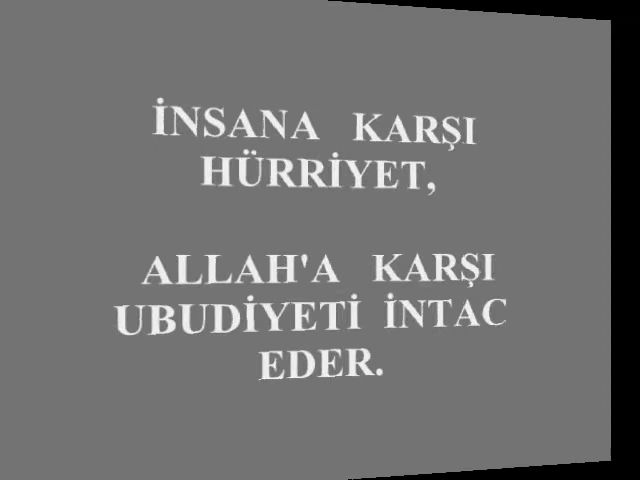 İNSANA KARŞI
HÜRRİYET,
ALLAH'A KARŞI
UBUDİYETİ İNTAC
EDER.